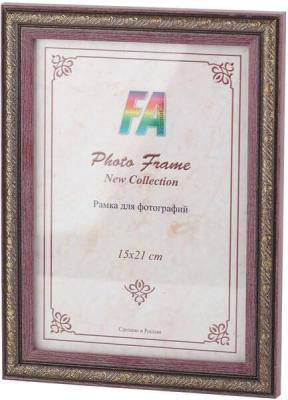 FA
Photo Frame
New Collection
Рамка для фотографий
15x21 cm
Сделано в России